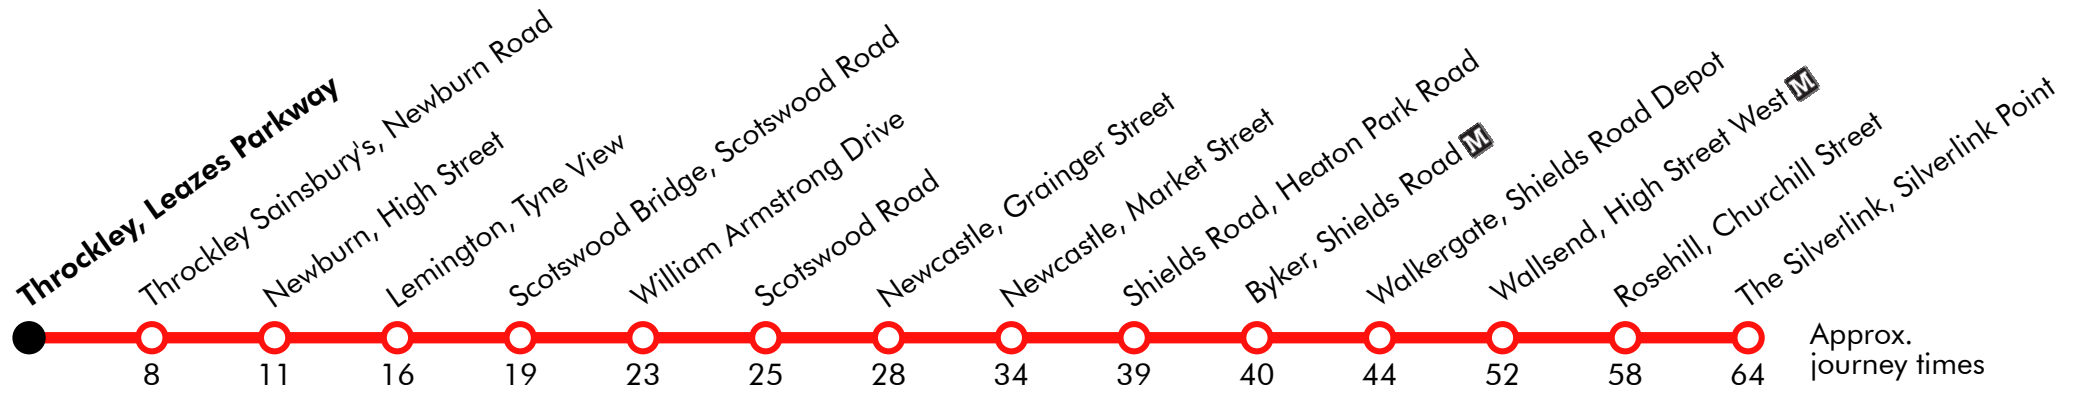 Throckley, Leazes Parkway
Throckley Sainsbury's, Newburn Road
Newburn, High Street
Lemington, Tyne View
Scotswood Bridge, Scotswood Road
William Armstrong Drive
Scotswood Road
Newcastle, Grainger Street
Newcastle, Market Street
Shields Road, Heaton Park Road
Byker, Shields Road M
Walkergate, Shields Road Depot
Wallsend, High Street West M
Rosehill, Churchill Street
The Silverlink, Silverlink Point
8 11 16 19 23 25 28 34 39 40 44 52 58 64
Approx.
journey times